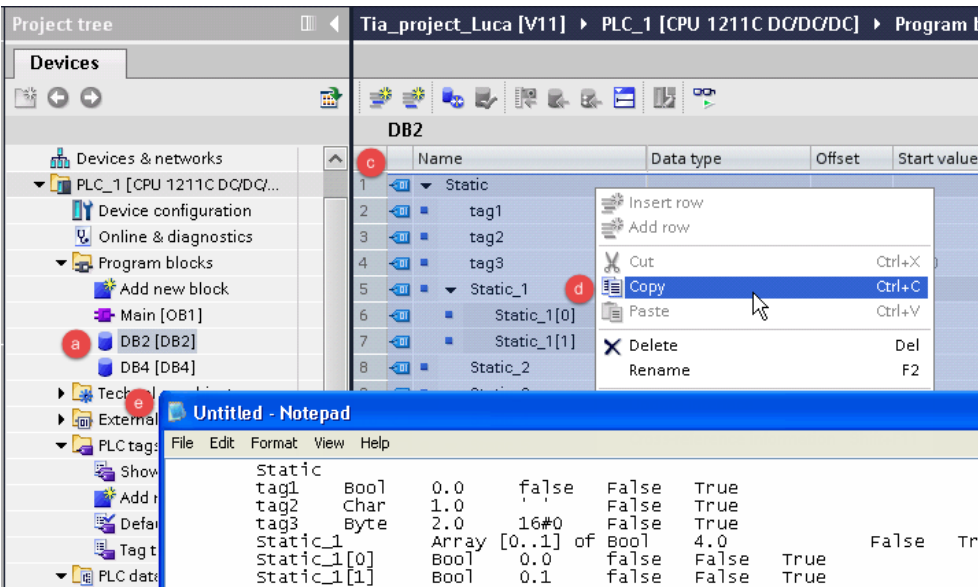 Project tree
Tia_project_Luca [V11] ▸ PLC_1 [CPU 1211C DC/DC/DC] ▸ Program
Devices
DB2
Name Data type Offset Start value
Devices & networks
PLC_1 [CPU 1211C DC/DC/...
Device configuration
Online & diagnostics
Program blocks
Add new block
Main [OB1]
a DB2 [DB2]
DB4 [DB4]
External
PLC tags
Show
Add
Tag t
PLC data
c
1 Static
2 tag1
3 tag2
4 tag3
5 Static_1
6 Static_1[0]
7 Static_1[1]
8 Static_2
Insert row
Add row
Cut Ctrl+X
d Copy Ctrl+C
Paste Ctrl+V
Delete Del
Rename F2
e
Untitled - Notepad
File Edit Format View Help
Static
tag1 Bool 0.0 false False True
tag2 Char 1.0 ' ' False True
tag3 Byte 2.0 16#0 False True
Static_1 Array [0..1] of Bool 4.0 False Tr
Static_1[0] Bool 0.0 false False True
Static_1[1] Bool 0.1 false False True